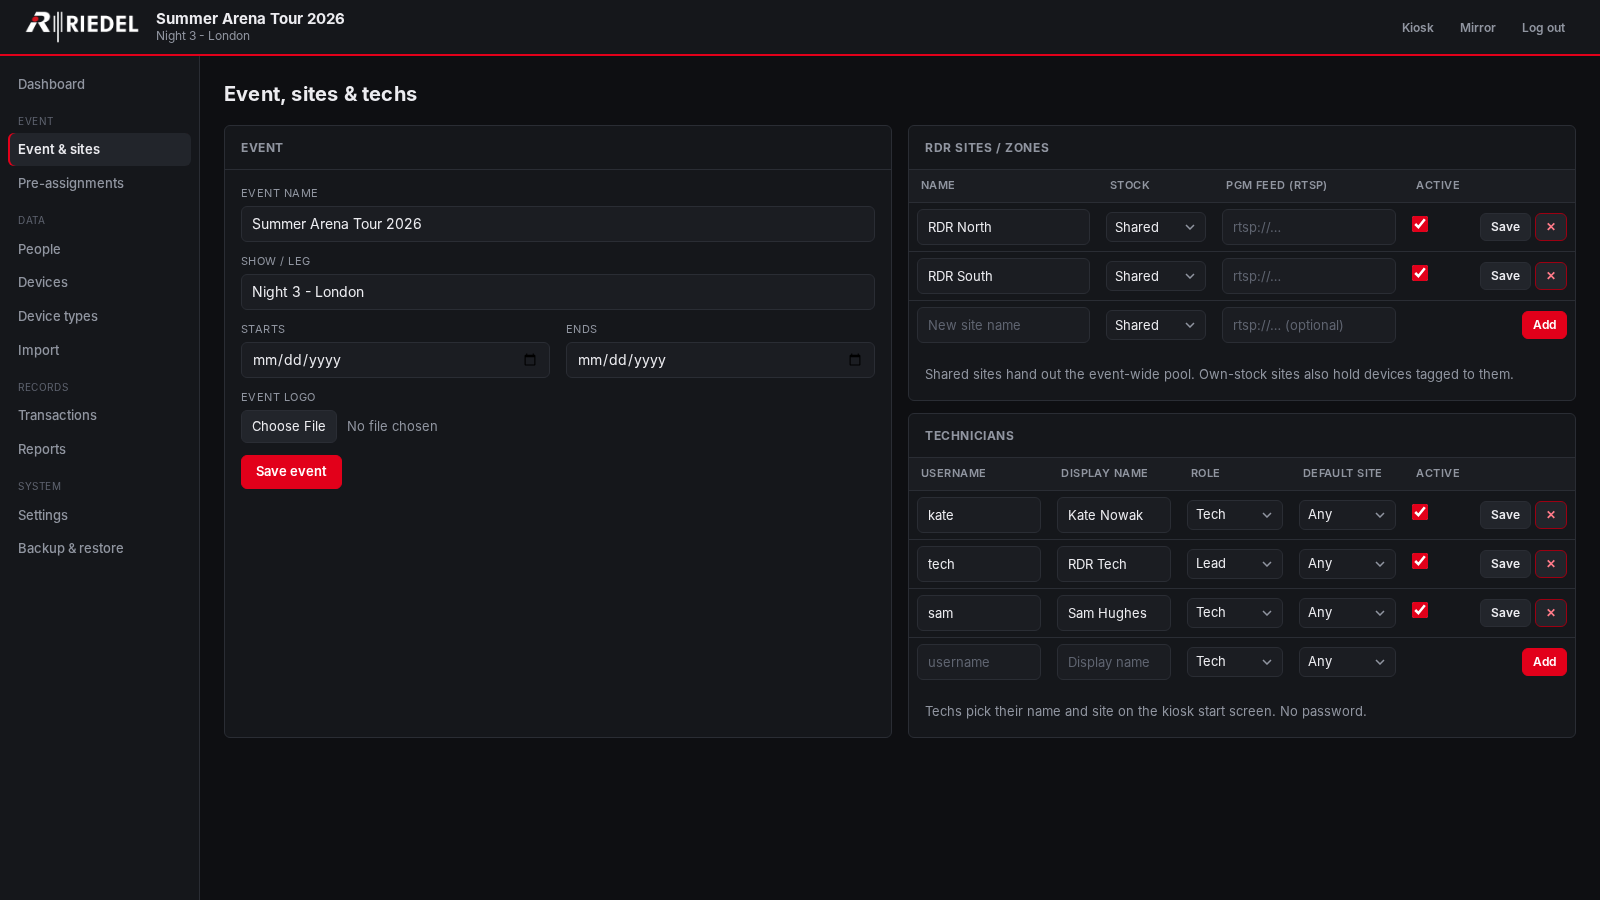 RIEDEL
Summer Arena Tour 2026
Night 3 - London
Kiosk Mirror Log out
Dashboard
EVENT
Event & sites
Pre-assignments
DATA
People
Devices
Device types
Import
RECORDS
Transactions
Reports
SYSTEM
Settings
Backup & restore
Event, sites & techs
EVENT
EVENT NAME
Summer Arena Tour 2026
SHOW / LEG
Night 3 - London
STARTS ENDS
mm/dd/yyyy mm/dd/yyyy
EVENT LOGO
Choose File No file chosen
Save event
RDR SITES / ZONES
NAME STOCK PGM FEED (RTSP) ACTIVE
RDR North Shared rtsp://... Save ×
RDR South Shared rtsp://... Save ×
New site name Shared rtsp://... (optional) Add
Shared sites hand out the event-wide pool. Own-stock sites also hold devices tagged to them.
TECHNICIANS
USERNAME DISPLAY NAME ROLE DEFAULT SITE ACTIVE
kate Kate Nowak Tech Any Save ×
tech RDR Tech Lead Any Save ×
sam Sam Hughes Tech Any Save ×
username Display name Tech Any Add
Techs pick their name and site on the kiosk start screen. No password.